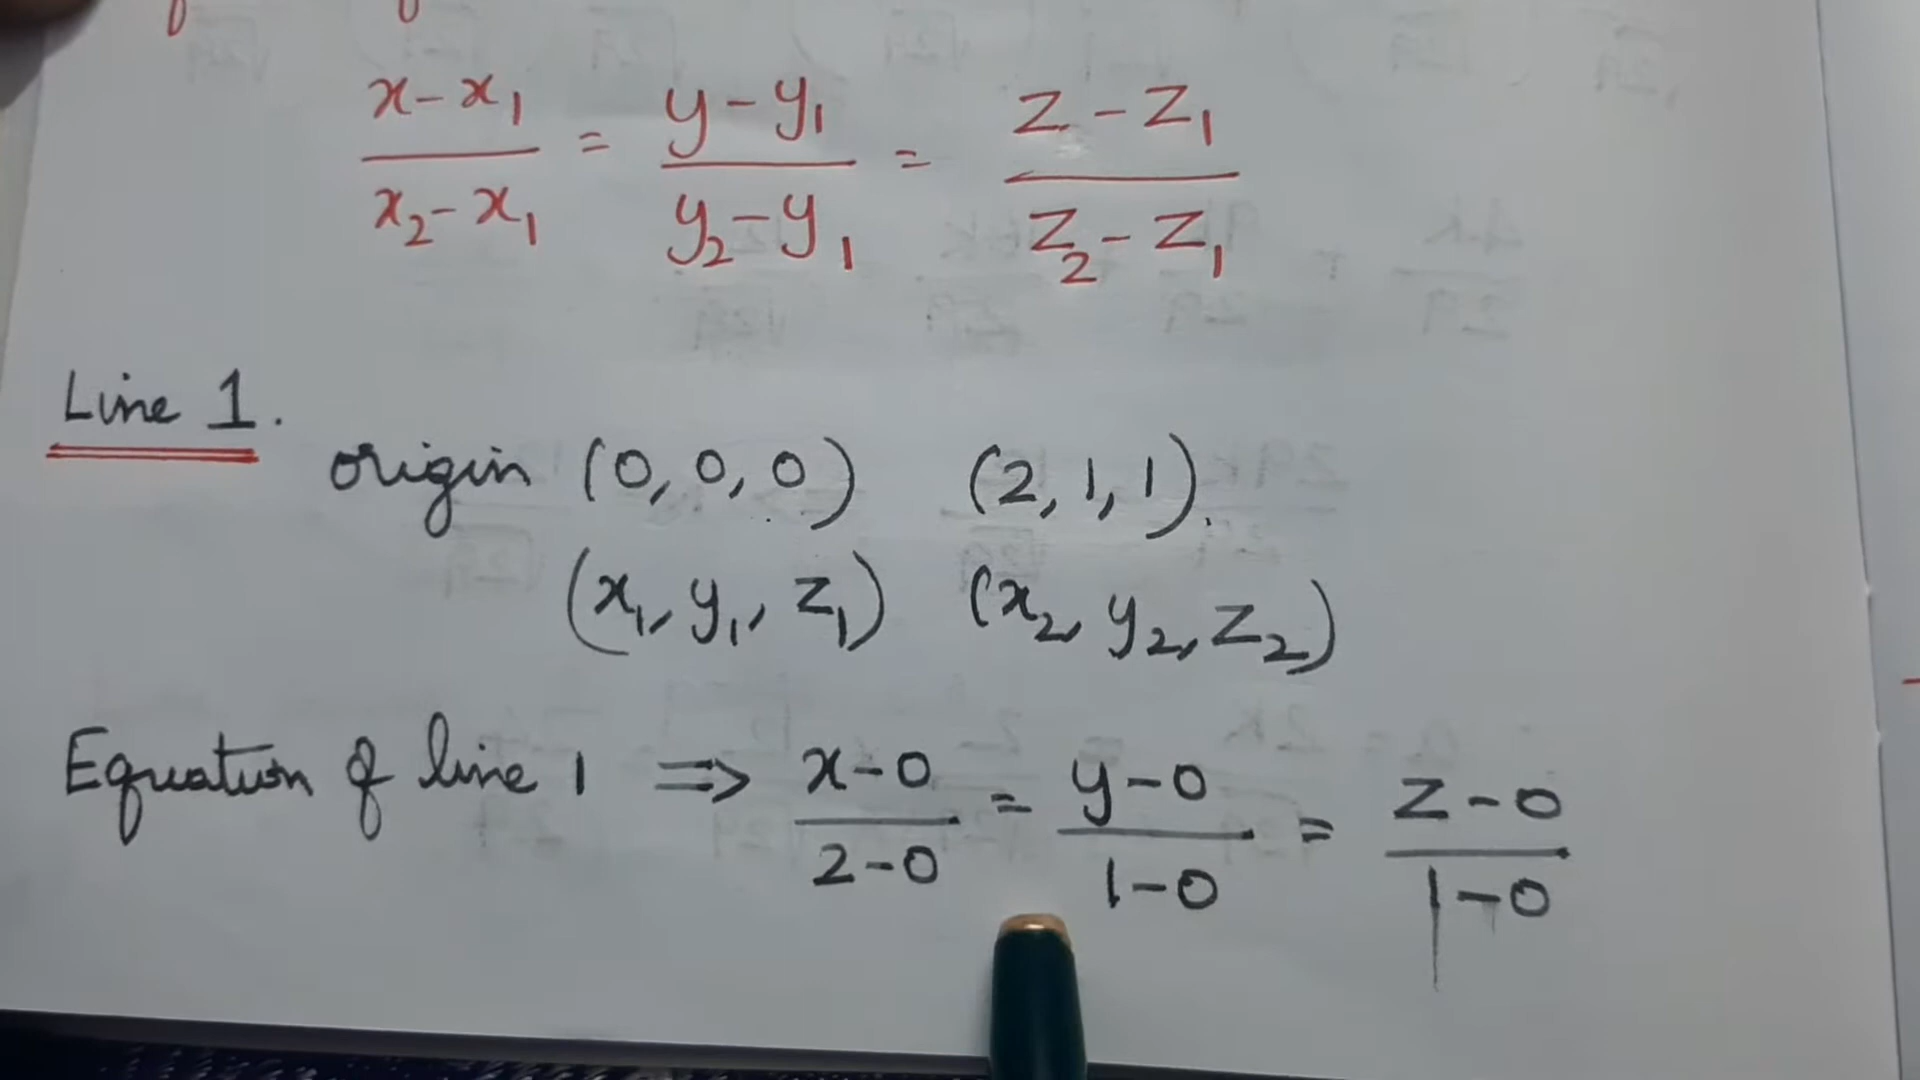 x-x₁/x₂-x₁ = y-y₁/y₂-y₁ = z-z₁/z₂-z₁
Line 1.
origin (0, 0, 0) (2, 1, 1).
(x₁, y₁, z₁) (x₂, y₂, z₂)
Equation of line 1 ⇒ x-0/2-0 = y-0/1-0 = z-0/1-0